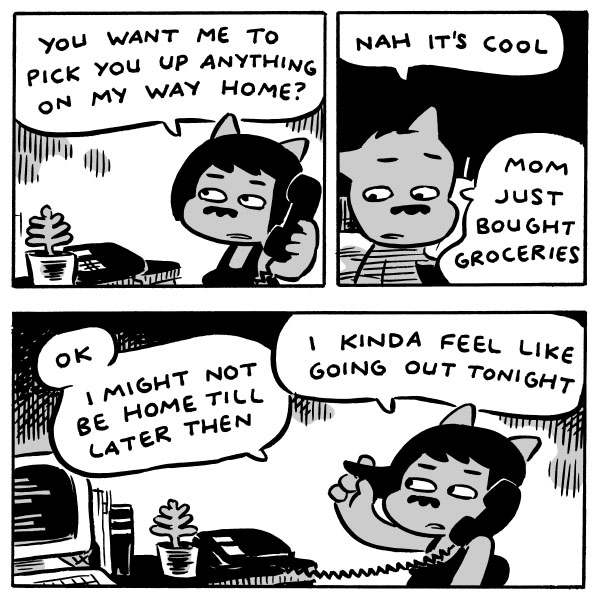 YOU WANT ME TO
PICK YOU UP ANYTHING
ON MY WAY HOME?
NAH IT'S COOL
MOM
JUST
BOUGHT
GROCERIES
OK
I MIGHT NOT
BE HOME TILL
LATER THEN
I KINDA FEEL LIKE
GOING OUT TONIGHT